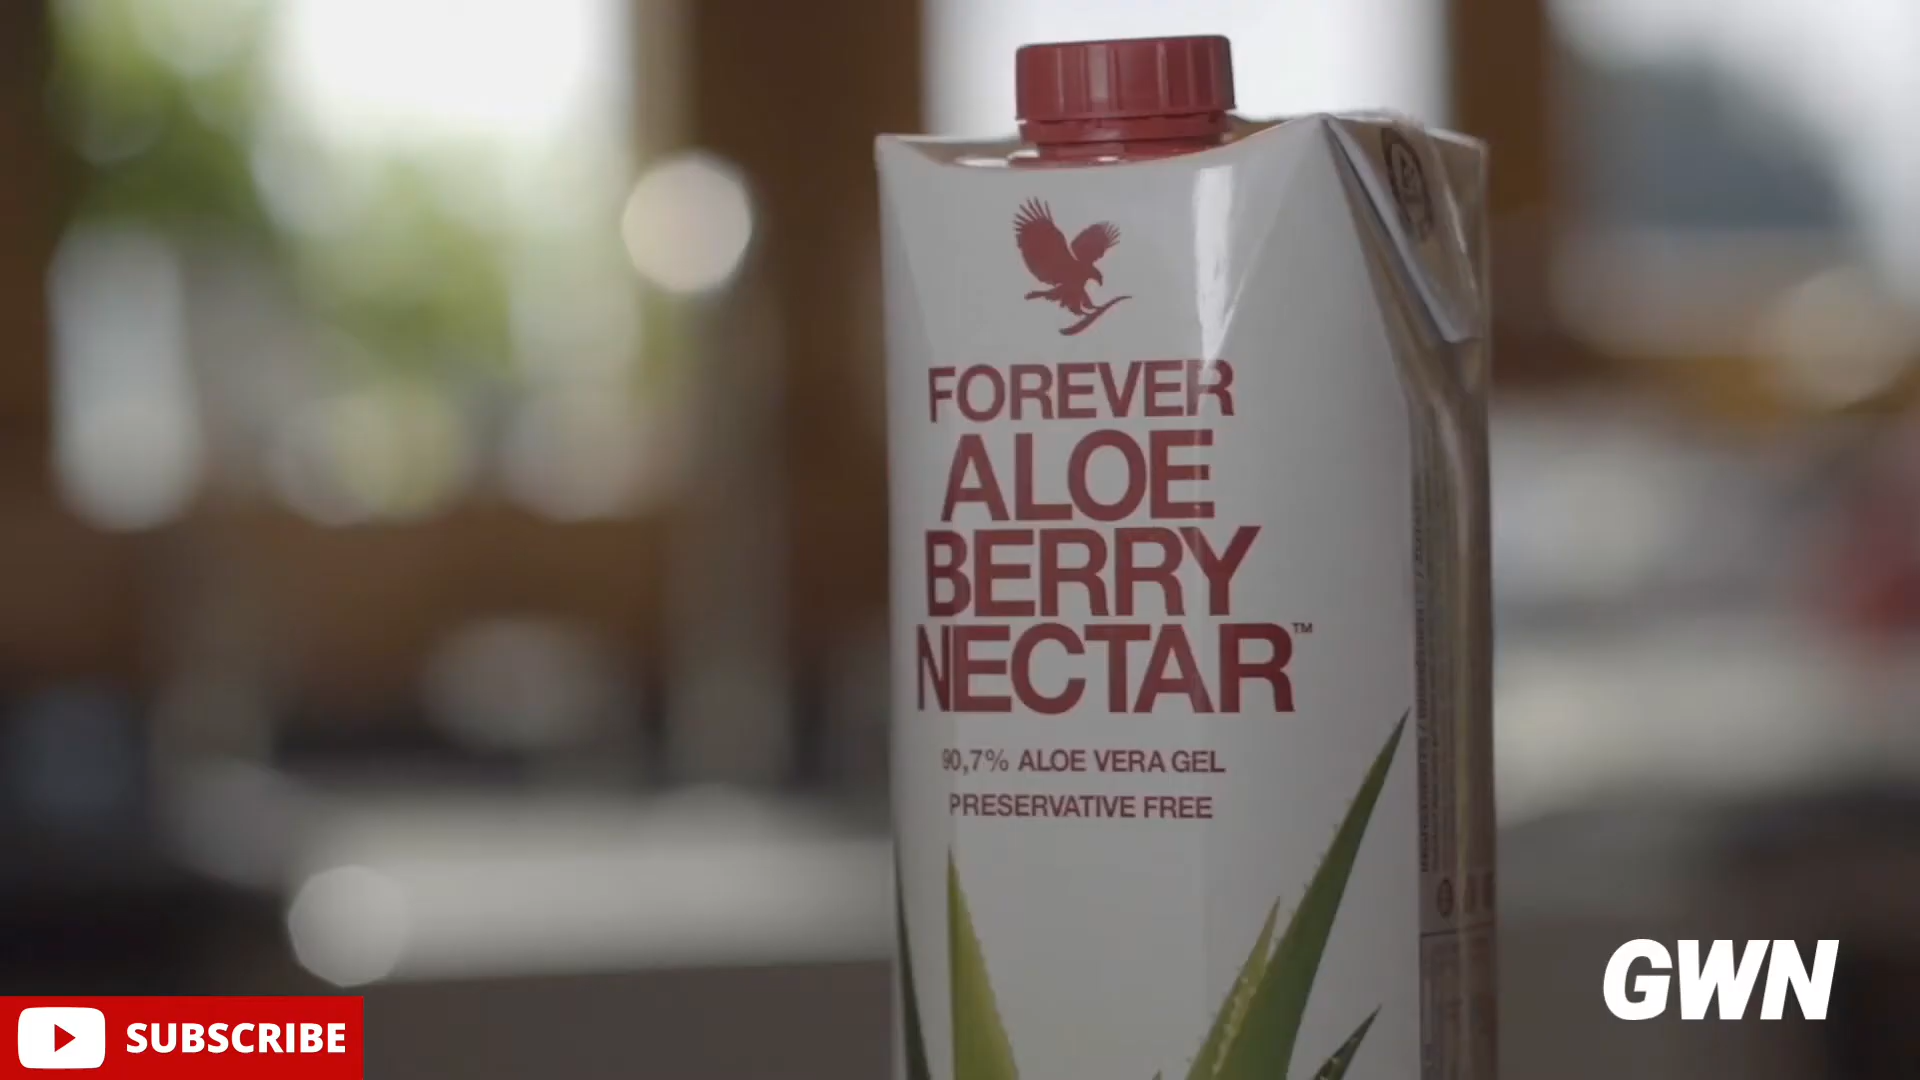 FOREVER
ALOE
BERRY
NECTAR™
90,7% ALOE VERA GEL
PRESERVATIVE FREE
GWN
SUBSCRIBE